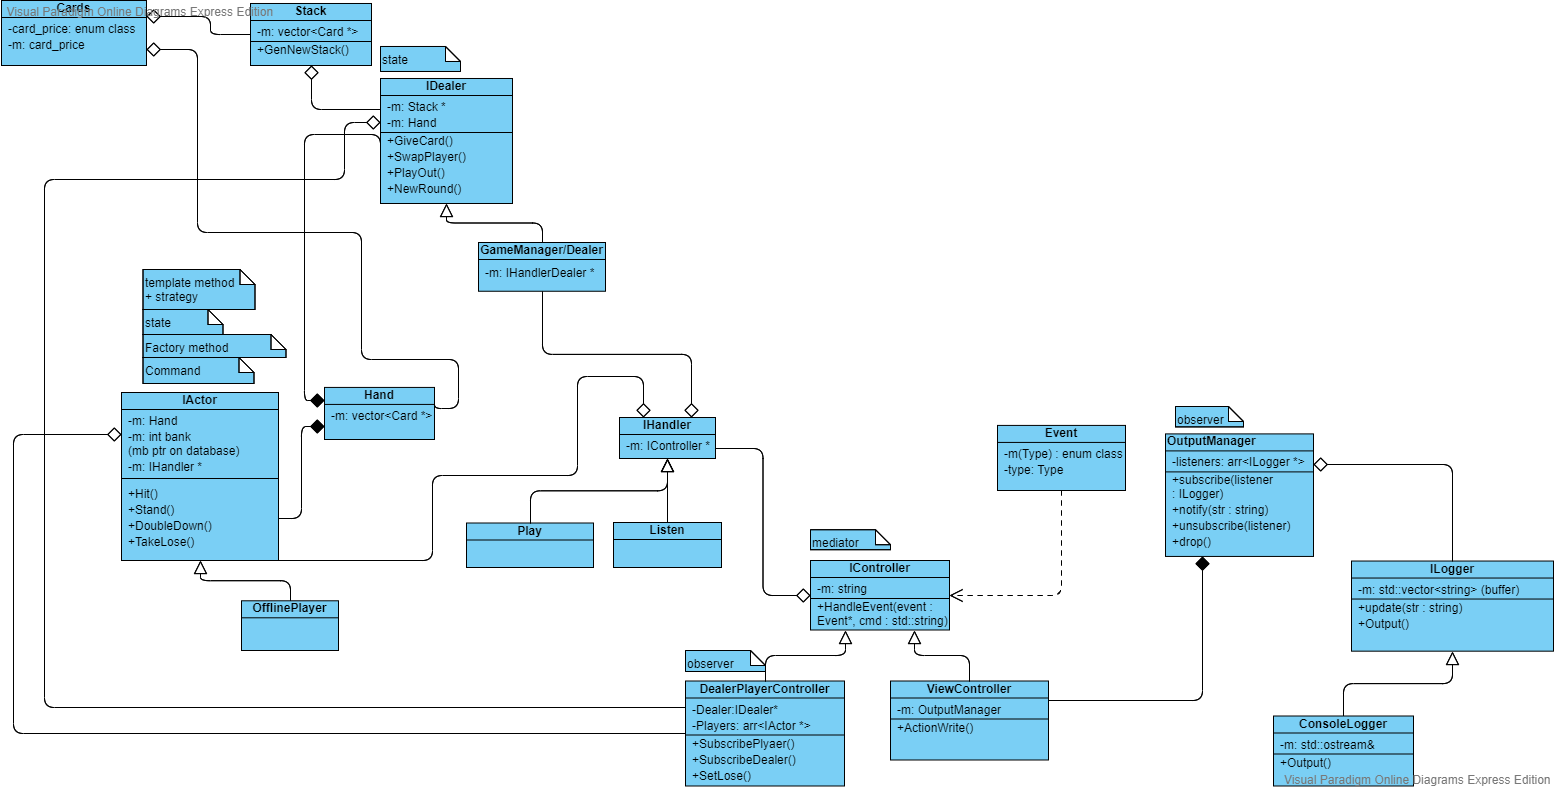 Visual Paradigm Online Diagrams Express Edition
Cards
-card_price: enum class
-m: card_price
Stack
-m: vector<Card *>
+GenNewStack()
state
IDealer
-m: Stack *
-m: Hand
+GiveCard()
+SwapPlayer()
+PlayOut()
+NewRound()
GameManager/Dealer
-m: IHandlerDealer *
template method
+ strategy
state
Factory method
Command
IActor
-m: Hand
-m: int bank
(mb ptr on database)
-m: IHandler *
+Hit()
+Stand()
+DoubleDown()
+TakeLose()
Hand
-m: vector<Card *>
OfflinePlayer
IHandler
-m: IController *
Play
Listen
Event
-m(Type) : enum class
-type: Type
mediator
IController
-m: string
+HandleEvent(event :
Event*, cmd : std::string)
observer
DealerPlayerController
-Dealer:IDealer*
-Players: arr<IActor *>
+SubscribePlyaer()
+SubscribeDealer()
+SetLose()
ViewController
-m: OutputManager
+ActionWrite()
observer
OutputManager
-listeners: arr<ILogger *>
+subscribe(listener
: ILogger)
+notify(str : string)
+unsubscribe(listener)
+drop()
ILogger
-m: std::vector<string> (buffer)
+update(str : string)
+Output()
ConsoleLogger
-m: std::ostream&
+Output()
Visual Paradigm Online Diagrams Express Edition